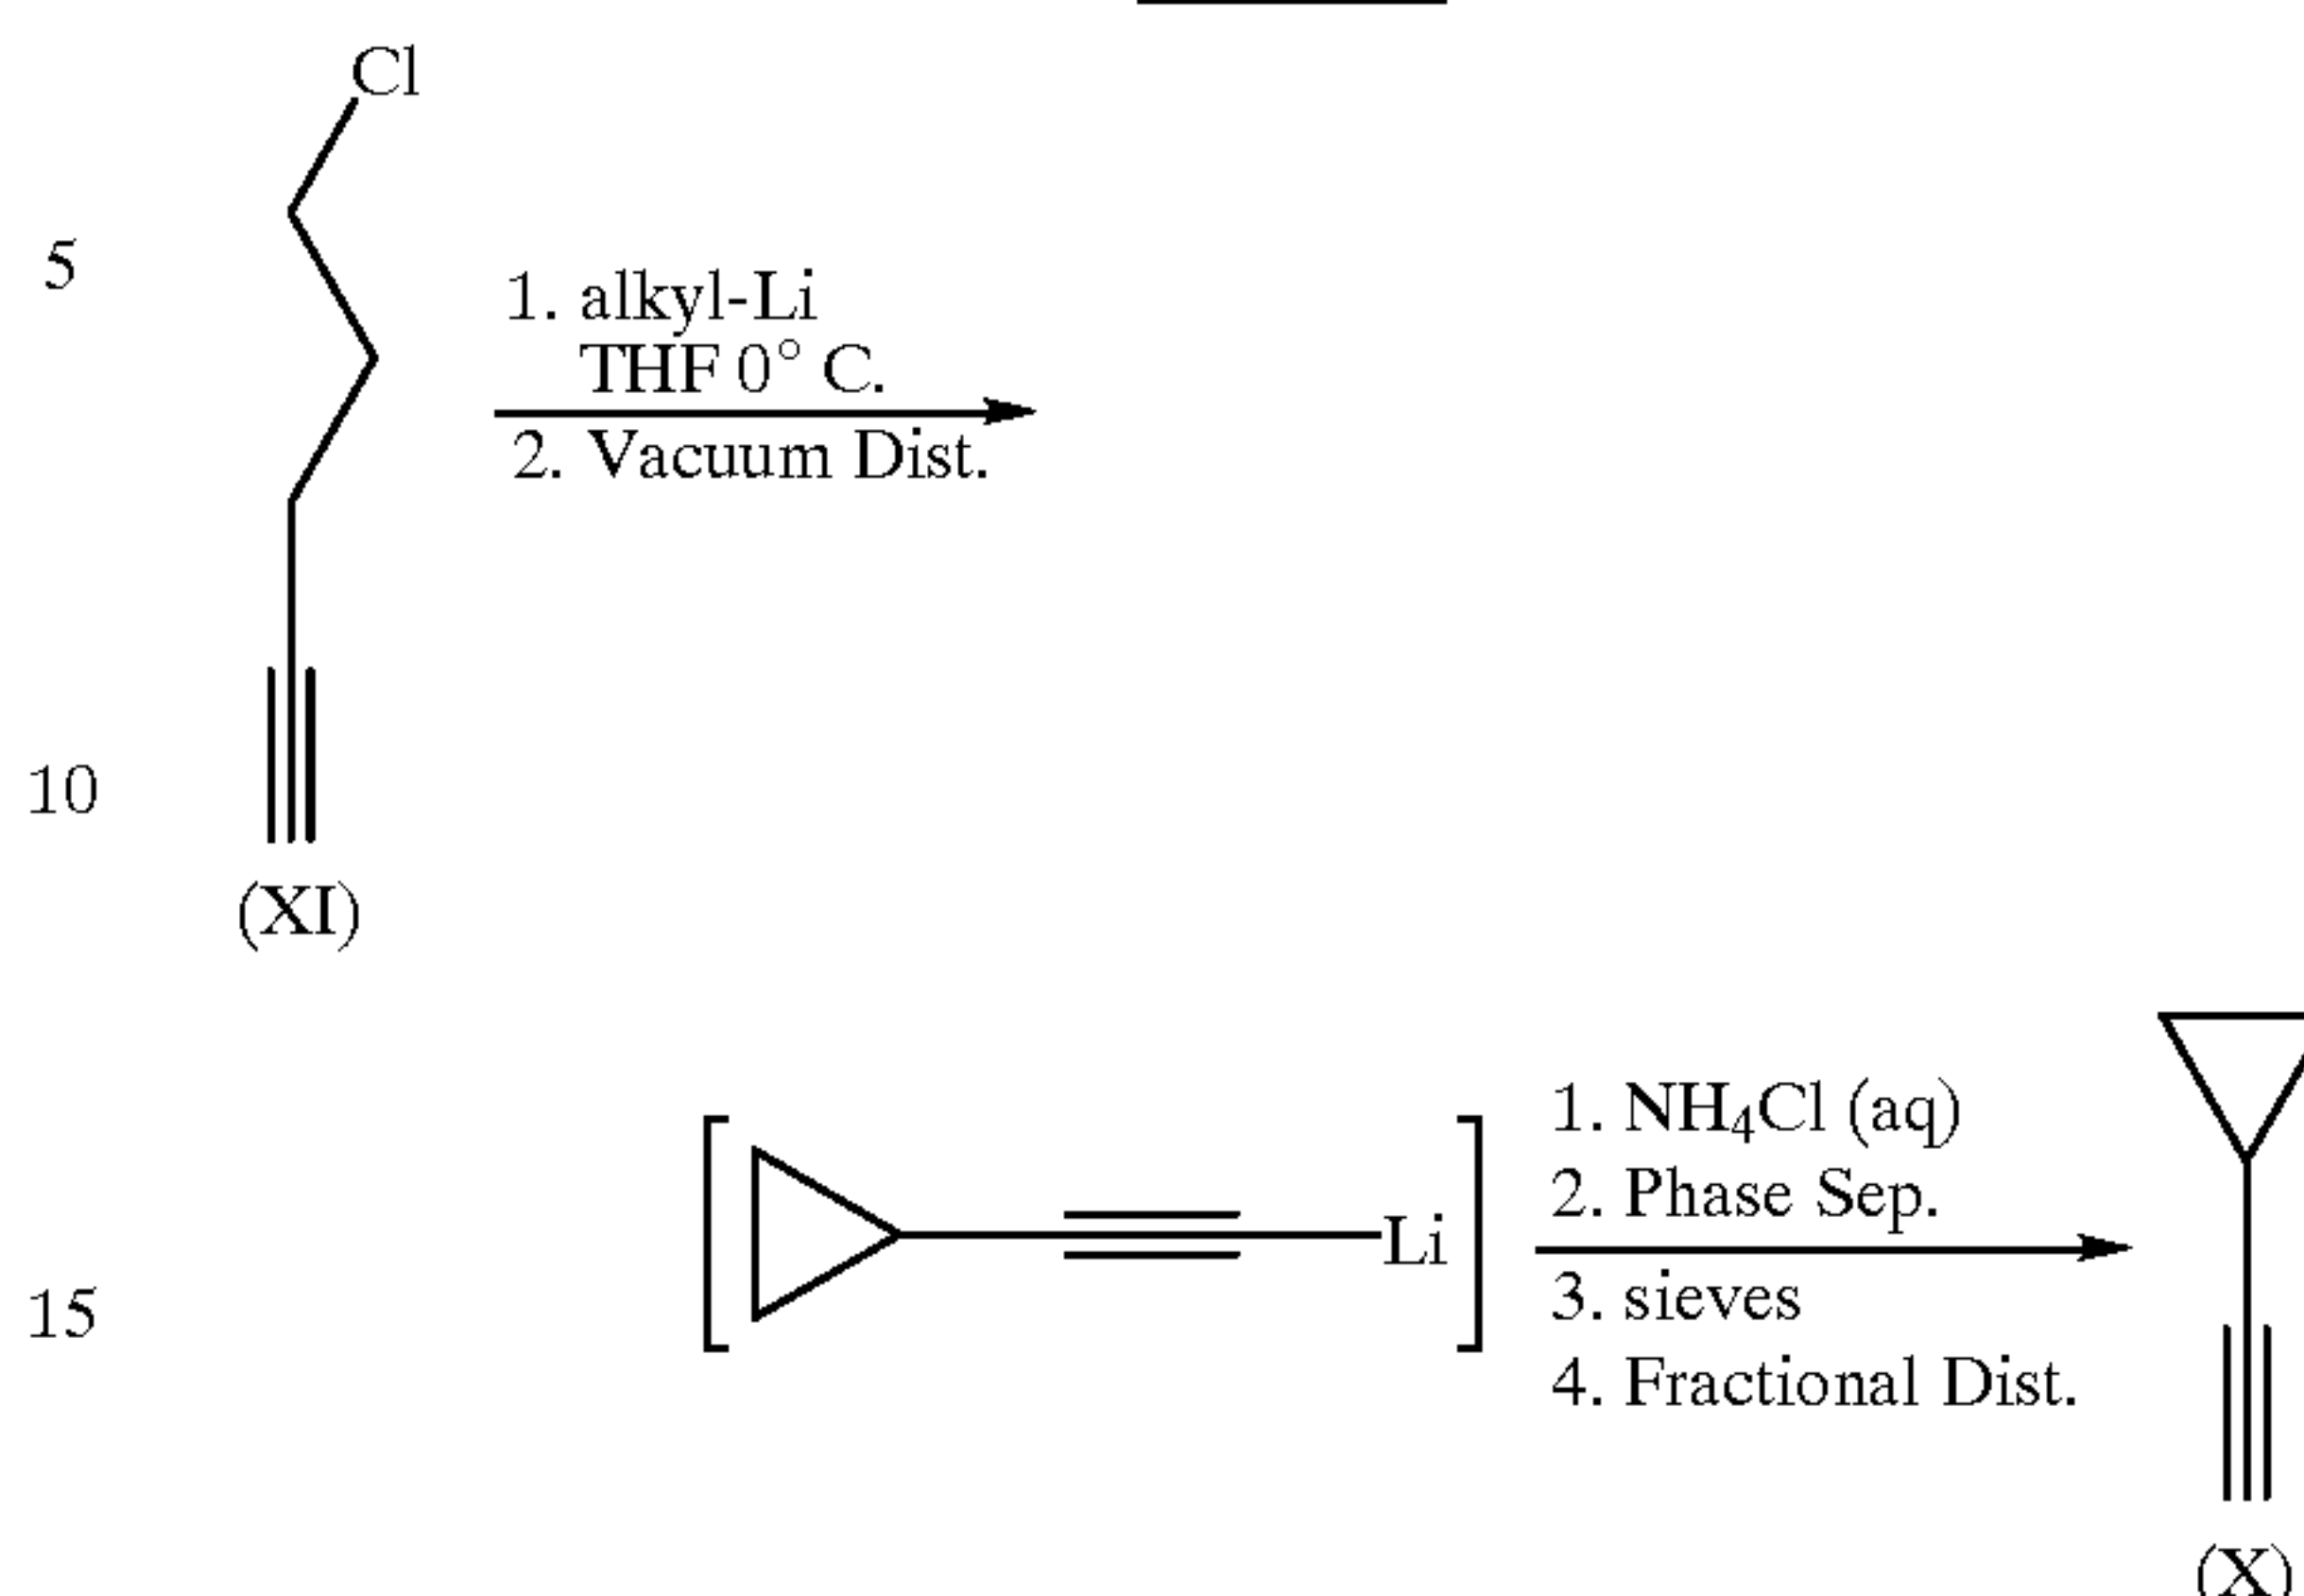 Cl
5
1. alkyl-Li
THF 0° C.
2. Vacuum Dist.
10
(XI)
1. NH₄Cl (aq)
2. Phase Sep.
Li
3. sieves
15
4. Fractional Dist.
(X)